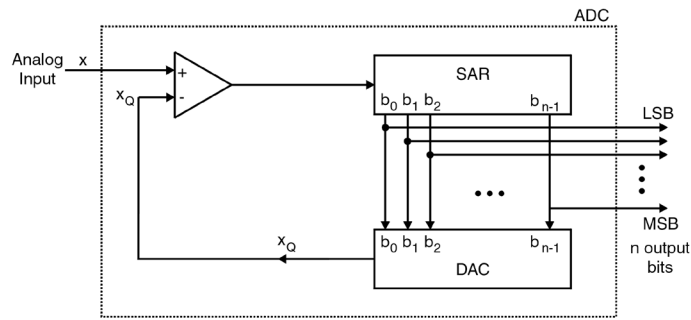 ADC
Analog
Input
x
+
x_Q
-
SAR
b_0 b_1 b_2 b_n-1
LSB
...
MSB
n output
bits
b_0 b_1 b_2 b_n-1
DAC
x_Q